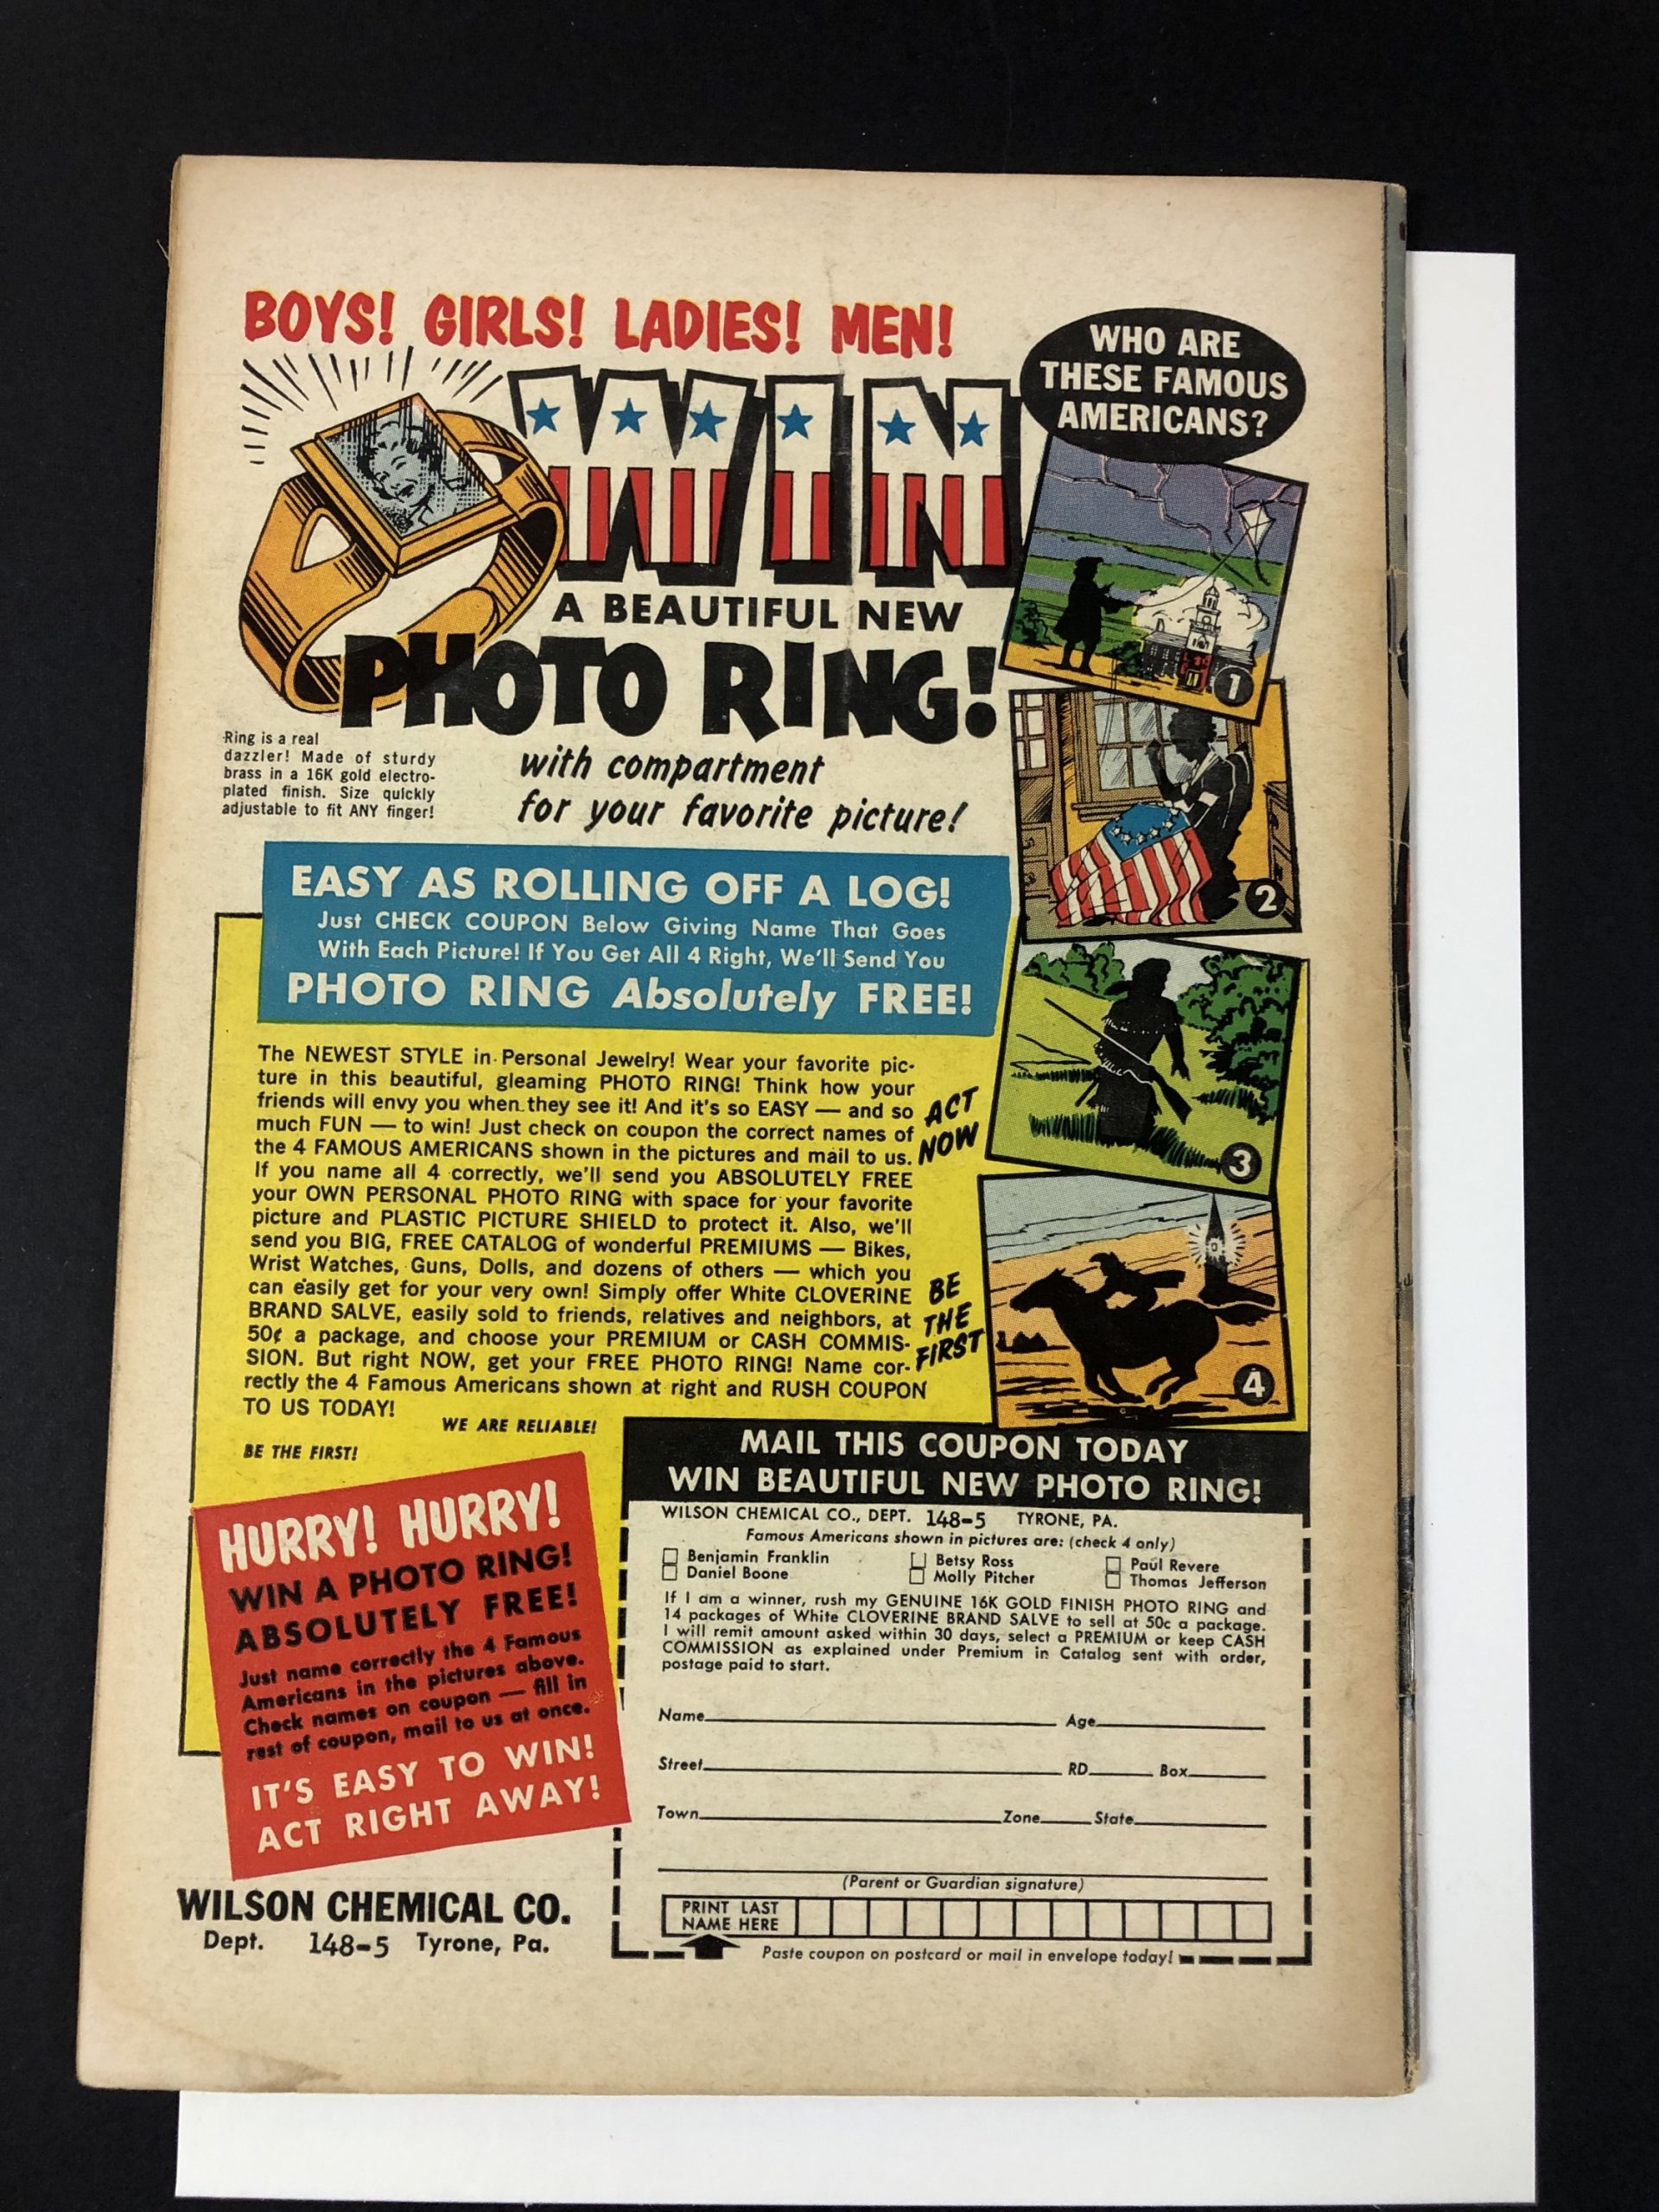 BOYS! GIRLS! LADIES! MEN!
WIN
A BEAUTIFUL NEW
PHOTO RING!
with compartment
for your favorite picture!
Ring is a real
dazzler! Made of sturdy
brass in a 16K gold electro-
plated finish. Size quickly
adjustable to fit ANY finger!
WHO ARE
THESE FAMOUS
AMERICANS?
1
2
3
4
EASY AS ROLLING OFF A LOG!
Just CHECK COUPON Below Giving Name That Goes
With Each Picture! If You Get All 4 Right, We'll Send You
PHOTO RING Absolutely FREE!
The NEWEST STYLE in Personal Jewelry! Wear your favorite pic-
ture in this beautiful, gleaming PHOTO RING! Think how your
friends will envy you when they see it! And it's so EASY — and so
much FUN — to win! Just check on coupon the correct names of
the 4 FAMOUS AMERICANS shown in the pictures and mail to us.
If you name all 4 correctly, we'll send you ABSOLUTELY FREE
your OWN PERSONAL PHOTO RING with space for your favorite
picture and PLASTIC PICTURE SHIELD to protect it. Also, we'll
send you BIG, FREE CATALOG of wonderful PREMIUMS — Bikes,
Wrist Watches, Guns, Dolls, and dozens of others — which you
can easily get for your very own! Simply offer White CLOVERINE
BRAND SALVE, easily sold to friends, relatives and neighbors, at
50¢ a package, and choose your PREMIUM or CASH COMMIS-
SION. But right NOW, get your FREE PHOTO RING! Name cor-
rectly the 4 Famous Americans shown at right and RUSH COUPON
TO US TODAY!
WE ARE RELIABLE!
BE THE FIRST!
ACT
NOW
BE
THE
FIRST
HURRY! HURRY!
WIN A PHOTO RING!
ABSOLUTELY FREE!
Just name correctly the 4 Famous
Americans in the pictures above.
Check names on coupon — fill in
rest of coupon, mail to us at once.
IT'S EASY TO WIN!
ACT RIGHT AWAY!
WILSON CHEMICAL CO.
Dept. 148-5 Tyrone, Pa.
MAIL THIS COUPON TODAY
WIN BEAUTIFUL NEW PHOTO RING!
WILSON CHEMICAL CO., DEPT. 148-5 TYRONE, PA.
Famous Americans shown in pictures are: (check 4 only)
Benjamin Franklin Betsy Ross Paul Revere
Daniel Boone Molly Pitcher Thomas Jefferson
If I am a winner, rush my GENUINE 16K GOLD FINISH PHOTO RING and
14 packages of White CLOVERINE BRAND SALVE to sell at 50c a package.
I will remit amount asked within 30 days, select a PREMIUM or keep CASH
COMMISSION as explained under Premium in Catalog sent with order,
postage paid to start.
Name Age
Street RD Box
Town Zone State
(Parent or Guardian signature)
PRINT LAST
NAME HERE
Paste coupon on postcard or mail in envelope today!